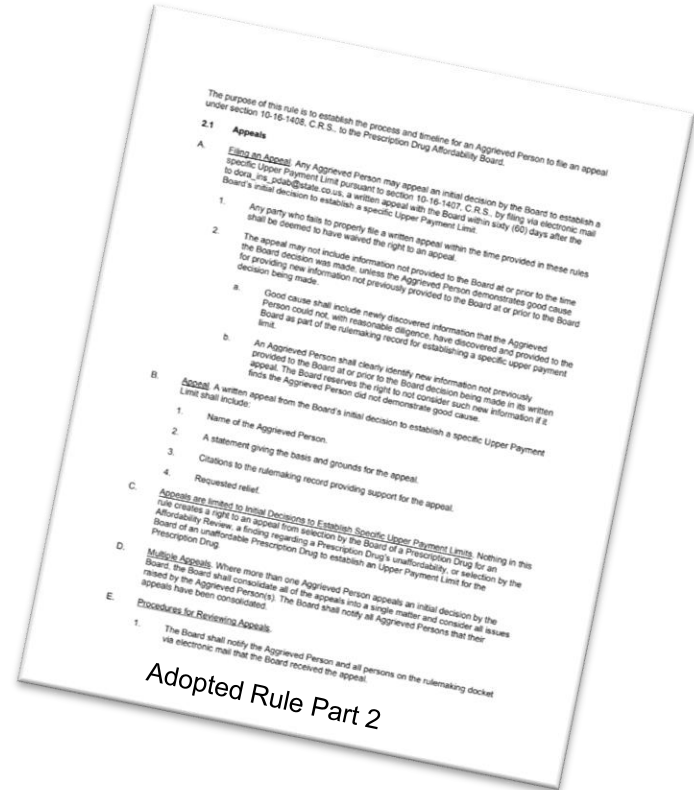 The purpose of this rule is to establish the process and timeline for an Aggrieved Person to file an appeal
under section 10-16-1408, C.R.S., to the Prescription Drug Affordability Board.
2.1 Appeals
A. Filing an Appeal. Any Aggrieved Person may appeal an initial decision by the Board to establish a
specific Upper Payment Limit pursuant to section 10-16-1407, C.R.S., by filing via electronic mail
to dora_ins_pdab@state.co.us, a written appeal with the Board within sixty (60) days after the
Board's initial decision to establish a specific Upper Payment Limit.
1. Any party who fails to properly file a written appeal within the time provided in these rules
shall be deemed to have waived the right to an appeal.
2. The appeal may not include information not provided to the Board at or prior to the time
the Board decision was made, unless the Aggrieved Person demonstrates good cause
for providing new information not previously provided to the Board at or prior to the Board
decision being made.
a. Good cause shall include newly discovered information that the Aggrieved
Person could not, with reasonable diligence, have discovered and provided to the
Board as part of the rulemaking record for establishing a specific upper payment
limit.
b. An Aggrieved Person shall clearly identify new information not previously
provided to the Board at or prior to the Board decision being made in its written
appeal. The Board reserves the right to not consider such new information if it
finds the Aggrieved Person did not demonstrate good cause.
B. Appeal. A written appeal from the Board's initial decision to establish a specific Upper Payment
Limit shall include:
1. Name of the Aggrieved Person.
2. A statement giving the basis and grounds for the appeal.
3. Citations to the rulemaking record providing support for the appeal.
4. Requested relief.
C. Appeals are limited to Initial Decisions to Establish Specific Upper Payment Limits. Nothing in this
rule creates a right to an appeal from selection by the Board of a Prescription Drug for an
Affordability Review, a finding regarding a Prescription Drug's unaffordability, or selection by the
Board of an unaffordable Prescription Drug to establish an Upper Payment Limit for the
Prescription Drug.
D. Multiple Appeals. Where more than one Aggrieved Person appeals an initial decision by the
Board, the Board shall consolidate all of the appeals into a single matter and consider all issues
raised by the Aggrieved Person(s). The Board shall notify all Aggrieved Persons that their
appeals have been consolidated.
E. Procedures for Reviewing Appeals.
1. The Board shall notify the Aggrieved Person and all persons on the rulemaking docket
via electronic mail that the Board received the appeal.
Adopted Rule Part 2